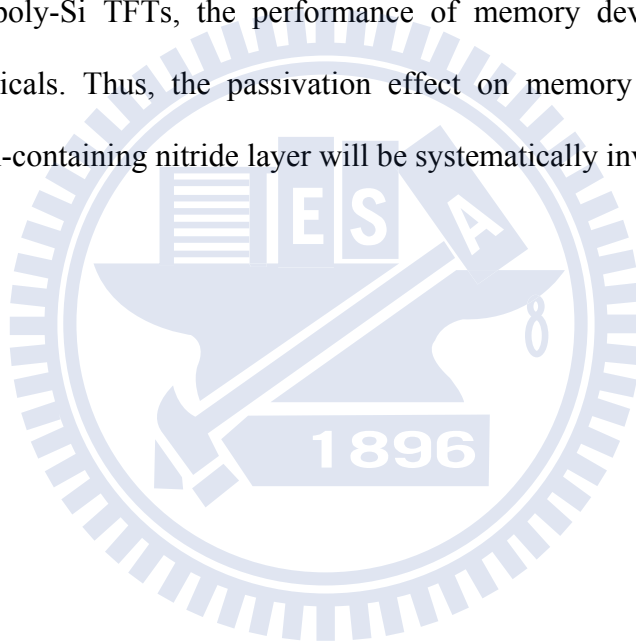 poly-Si TFTs, the performance of memory dev
icals. Thus, the passivation effect on memory
-containing nitride layer will be systematically inv
E S A
1896